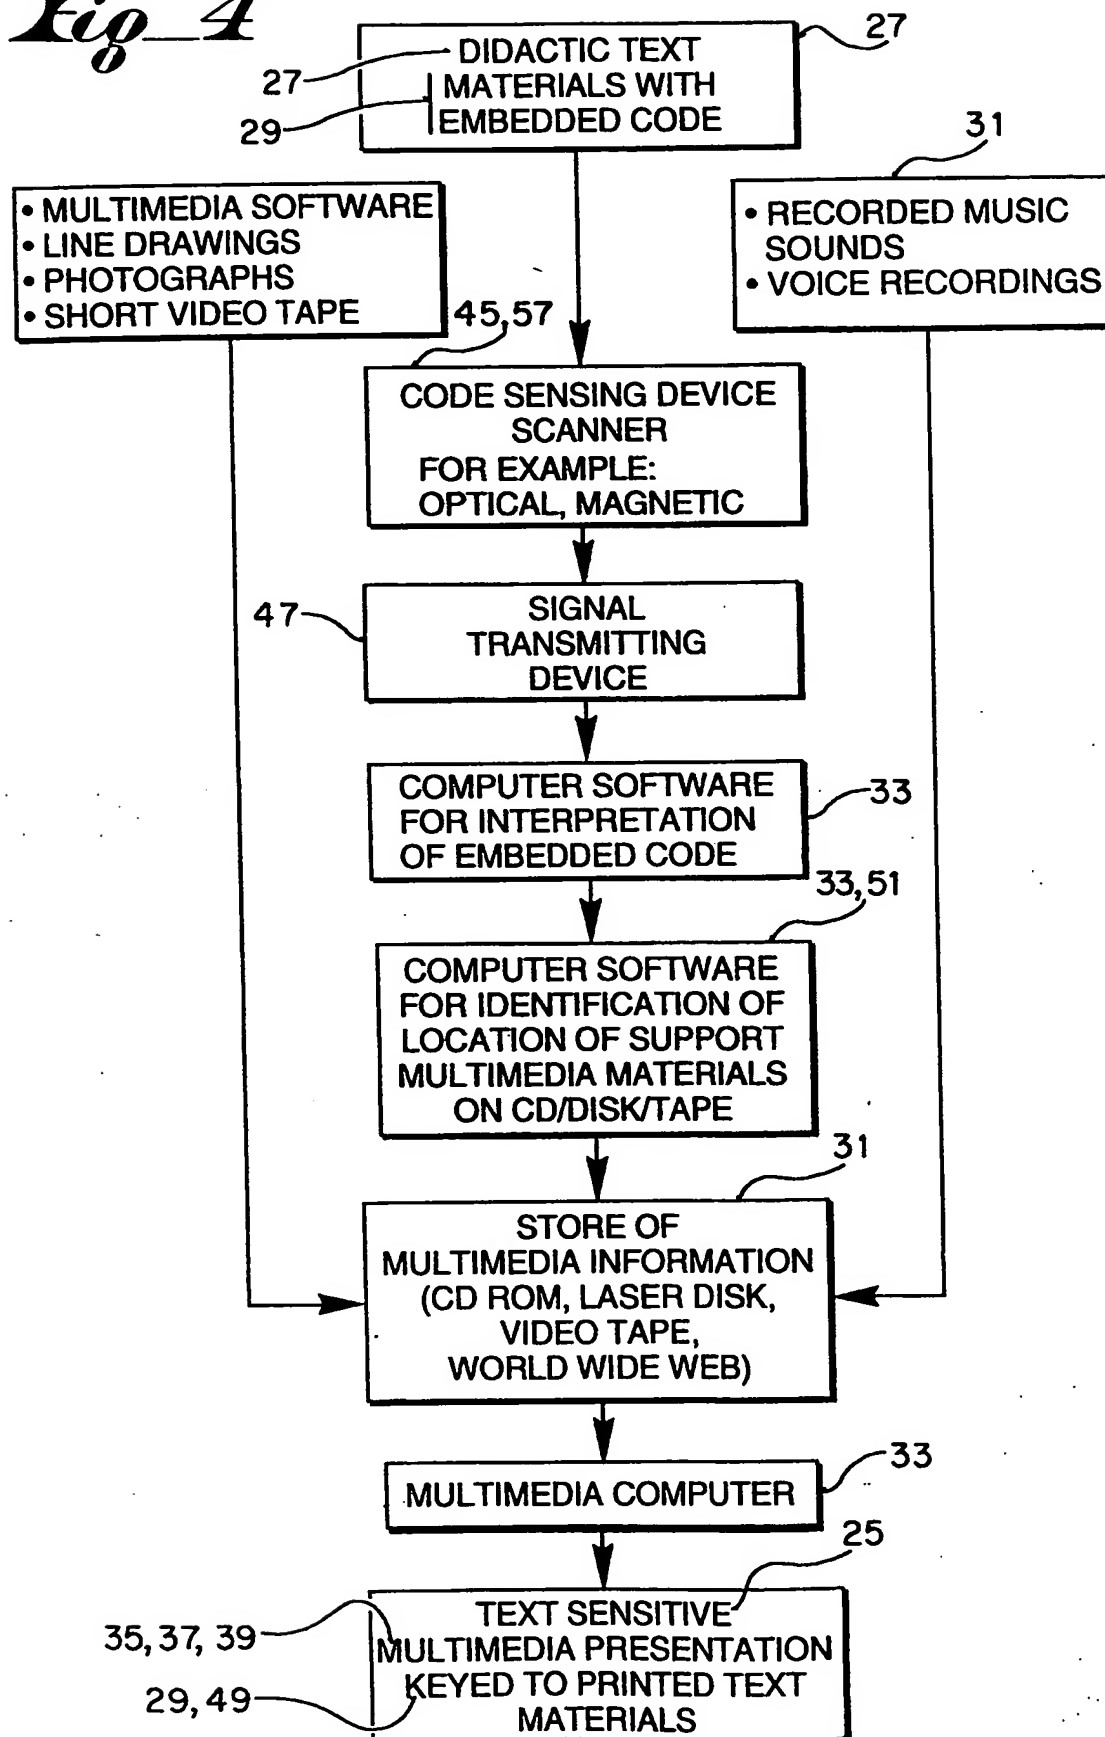 Fig_4
27
DIDACTIC TEXT
27
MATERIALS WITH
EMBEDDED CODE
29
31
• MULTIMEDIA SOFTWARE
• LINE DRAWINGS
• PHOTOGRAPHS
• SHORT VIDEO TAPE
• RECORDED MUSIC
SOUNDS
• VOICE RECORDINGS
45,57
CODE SENSING DEVICE
SCANNER
FOR EXAMPLE:
OPTICAL, MAGNETIC
47
SIGNAL
TRANSMITTING
DEVICE
COMPUTER SOFTWARE
FOR INTERPRETATION
OF EMBEDDED CODE
33
33,51
COMPUTER SOFTWARE
FOR IDENTIFICATION OF
LOCATION OF SUPPORT
MULTIMEDIA MATERIALS
ON CD/DISK/TAPE
31
STORE OF
MULTIMEDIA INFORMATION
(CD ROM, LASER DISK,
VIDEO TAPE,
WORLD WIDE WEB)
33
MULTIMEDIA COMPUTER
25
TEXT SENSITIVE
35,37,39
MULTIMEDIA PRESENTATION
KEYED TO PRINTED TEXT
29,49
MATERIALS